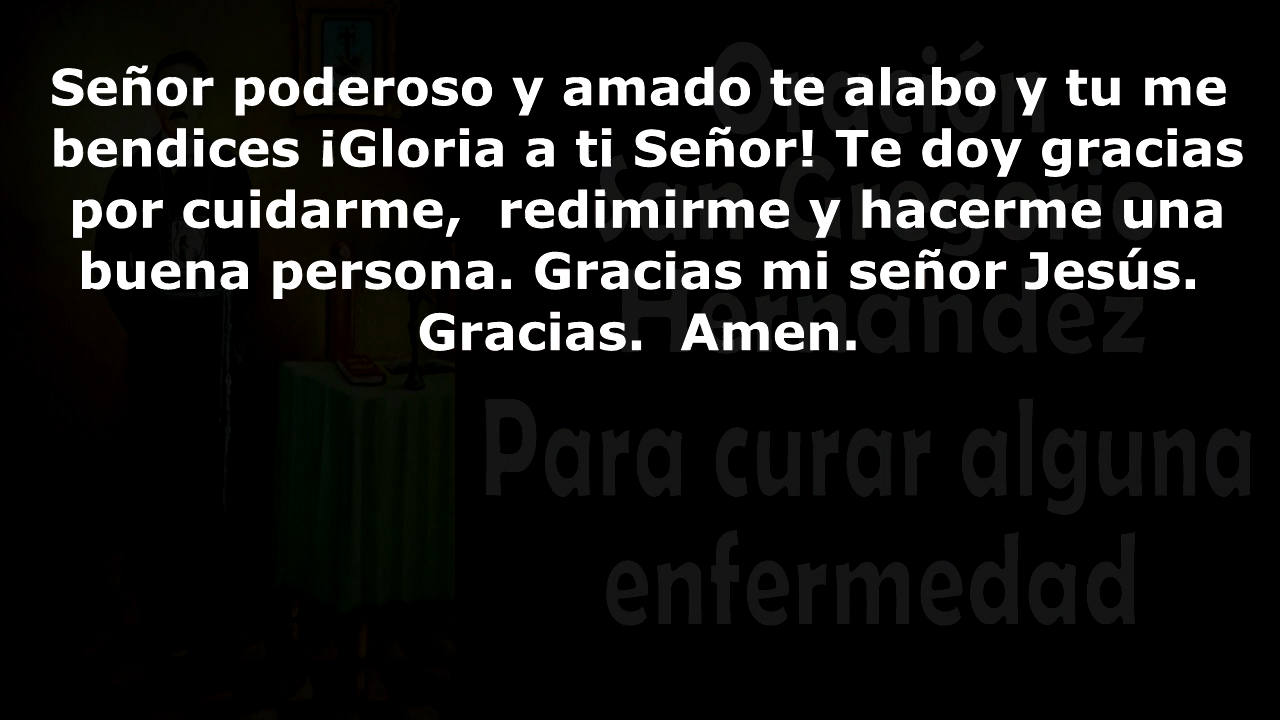 Señor poderoso y amado te alabo y tu me
bendices ¡Gloria a ti Señor! Te doy gracias
por cuidarme,  redimirme y hacerme una
buena persona. Gracias mi señor Jesús.
Gracias.  Amen.
Oración
San Gregorio
Hernández
Para curar alguna
enfermedad